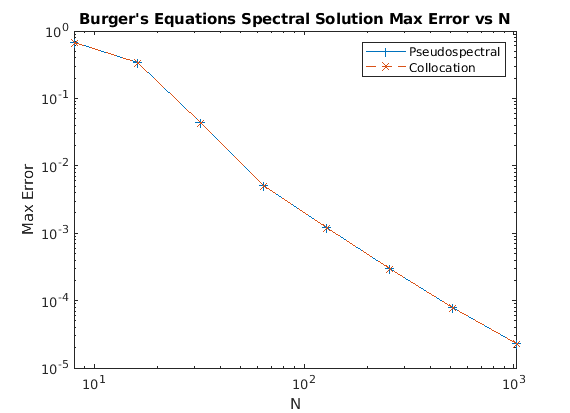 Burger's Equations Spectral Solution Max Error vs N
Pseudospectral
Collocation
Max Error
10^0
10^-1
10^-2
10^-3
10^-4
10^-5
10^1
10^2
10^3
N